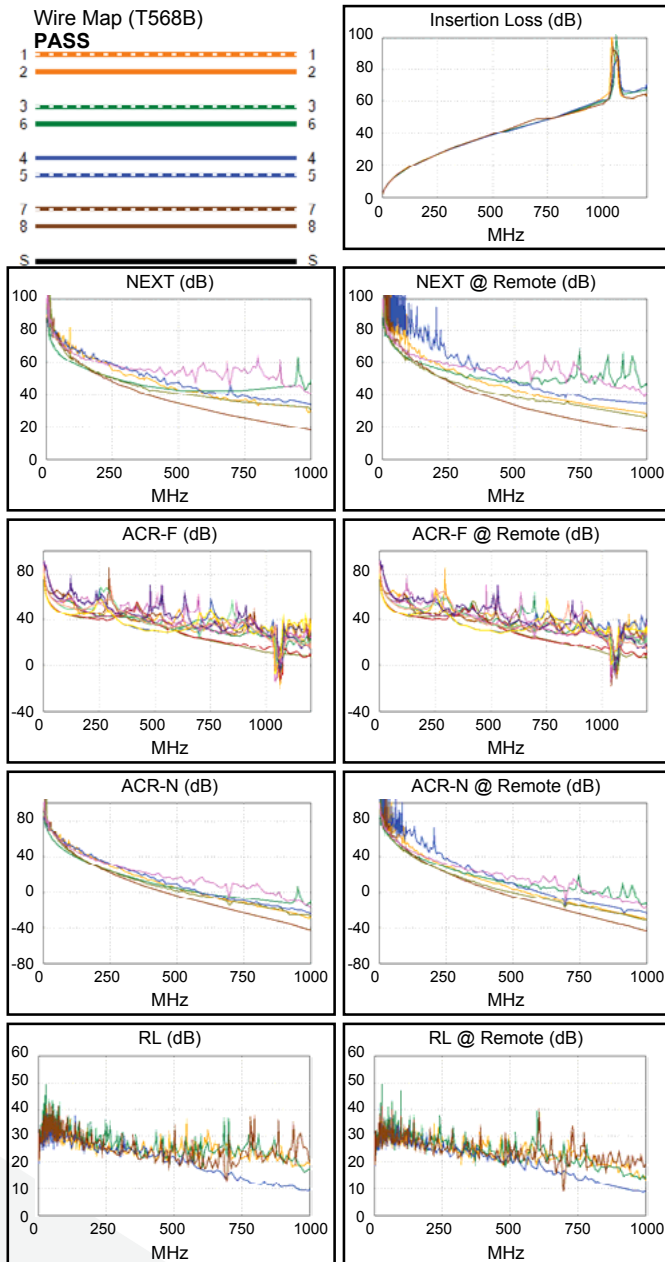 Wire Map (T568B)
PASS
1 1
2 2
3 3
6 6
4 4
5 5
7 7
8 8
S S
Insertion Loss (dB)
100
80
60
40
20
0
0 250 500 750 1000
MHz
NEXT (dB)
100
80
60
40
20
0
0 250 500 750 1000
MHz
NEXT @ Remote (dB)
100
80
60
40
20
0
0 250 500 750 1000
MHz
ACR-F (dB)
80
40
0
-40
0 250 500 750 1000
MHz
ACR-F @ Remote (dB)
80
40
0
-40
0 250 500 750 1000
MHz
ACR-N (dB)
80
40
0
-40
-80
0 250 500 750 1000
MHz
ACR-N @ Remote (dB)
80
40
0
-40
-80
0 250 500 750 1000
MHz
RL (dB)
60
50
40
30
20
10
0
0 250 500 750 1000
MHz
RL @ Remote (dB)
60
50
40
30
20
10
0
0 250 500 750 1000
MHz